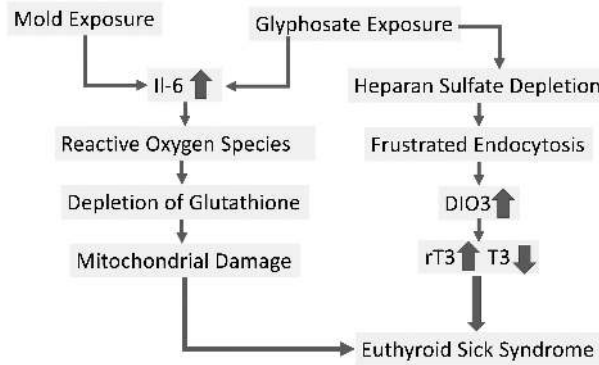 Mold Exposure
Glyphosate Exposure
Il-6
Heparan Sulfate Depletion
Reactive Oxygen Species
Frustrated Endocytosis
Depletion of Glutathione
DIO3
Mitochondrial Damage
rT3 T3
Euthyroid Sick Syndrome